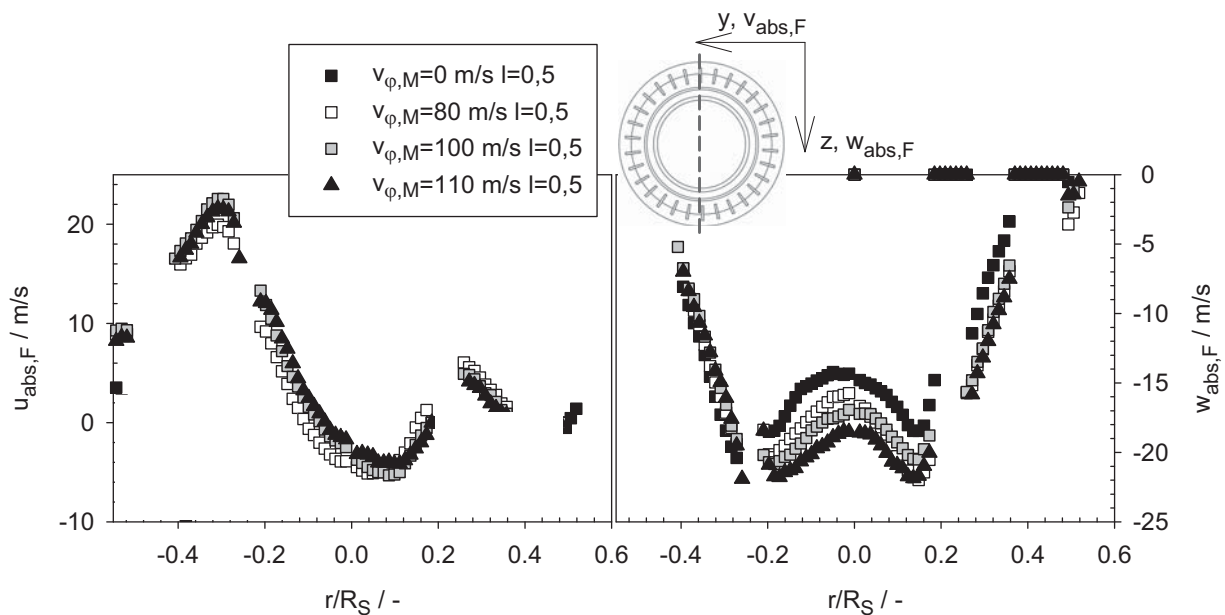 y, v_abs,F
z, w_abs,F
v_φ,M=0 m/s l=0,5
v_φ,M=80 m/s l=0,5
v_φ,M=100 m/s l=0,5
v_φ,M=110 m/s l=0,5
u_abs,F / m/s
20
10
0
-10
-0.4 -0.2 0.0 0.2 0.4 0.6
r/R_S / -
w_abs,F / m/s
0
-5
-10
-15
-20
-25
-0.4 -0.2 0.0 0.2 0.4 0.6
r/R_S / -